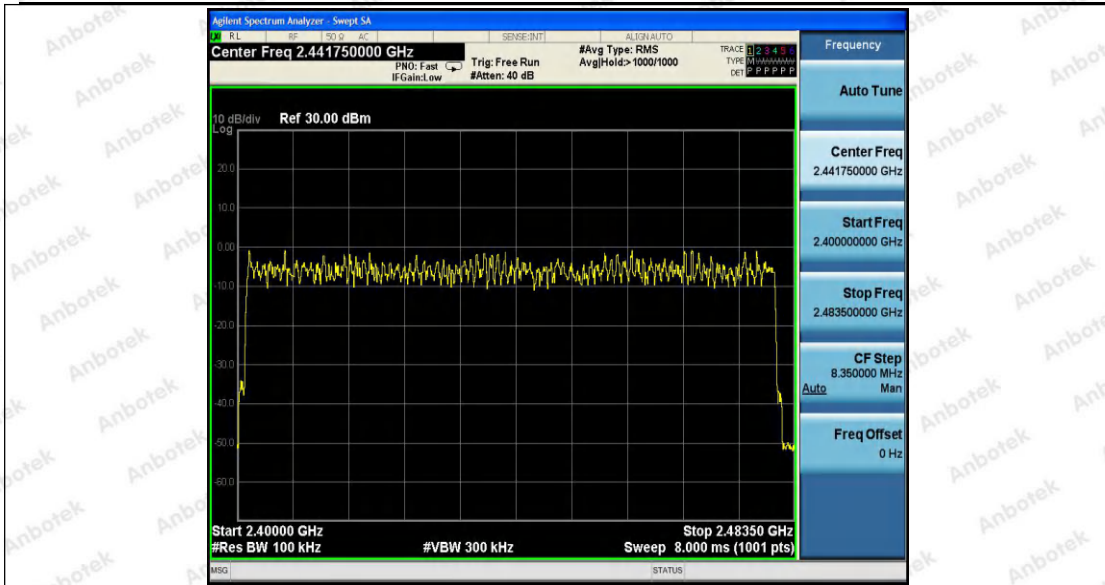 Agilent Spectrum Analyzer - Swept SA
RL RF 50 Ω AC SENSE:INT ALIGN AUTO
Center Freq 2.441750000 GHz
PNO: Fast
IFGain:Low
Trig: Free Run
#Atten: 40 dB
#Avg Type: RMS
Avg|Hold:>1000/1000
TRACE 1 2 3 4 5 6
TYPE M
DET P P P P P P
10 dB/div
Log
Ref 30.00 dBm
20.0
10.0
0.00
-10.0
-20.0
-30.0
-40.0
-50.0
-60.0
Start 2.40000 GHz
Stop 2.48350 GHz
#Res BW 100 kHz
#VBW 300 kHz
Sweep 8.000 ms (1001 pts)
MSG
STATUS
Frequency
Auto Tune
Center Freq
2.441750000 GHz
Start Freq
2.400000000 GHz
Stop Freq
2.483500000 GHz
CF Step
8.350000 MHz
Auto Man
Freq Offset
0 Hz
Anbotek